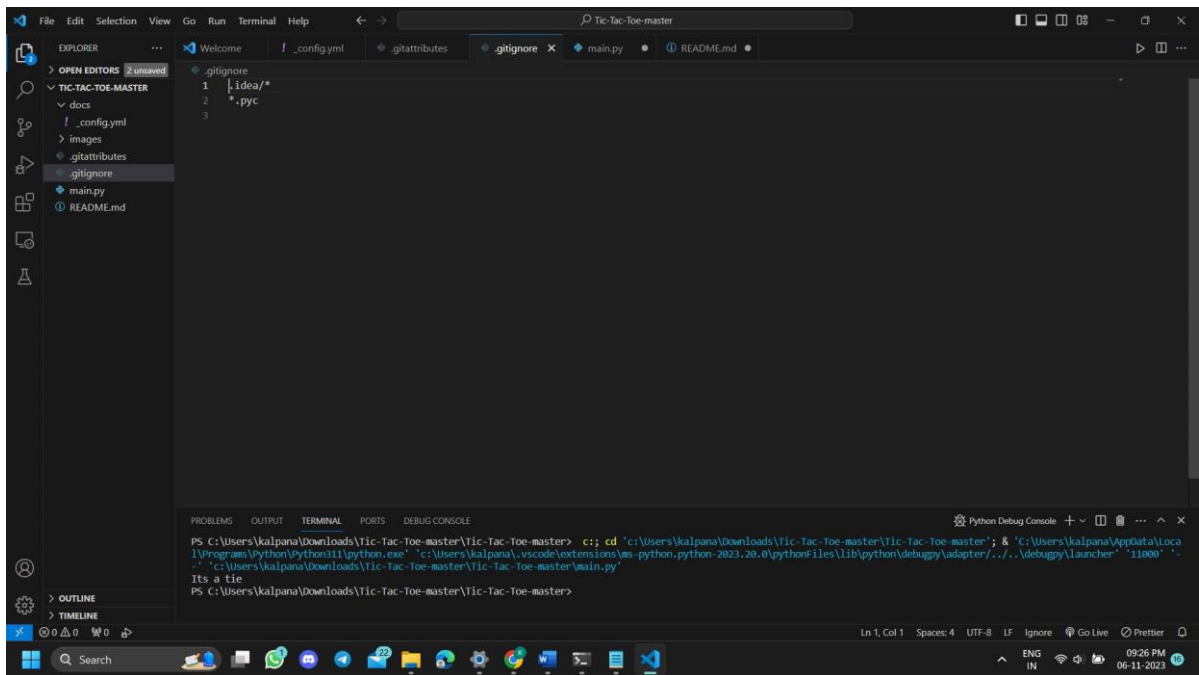 File Edit Selection View Go Run Terminal Help
Tic-Tac-Toe-master
EXPLORER
Welcome
! _config.yml
.gitattributes
.gitignore
main.py
README.md
OPEN EDITORS 2 unsaved
TIC-TAC-TOE-MASTER
docs
! _config.yml
images
.gitattributes
.gitignore
main.py
README.md
OUTLINE
TIMELINE
2
.gitignore
1 .idea/*
2 *.pyc
3
PROBLEMS OUTPUT TERMINAL PORTS DEBUG CONSOLE
Python Debug Console
PS C:\Users\kalpana\Downloads\Tic-Tac-Toe-master\Tic-Tac-Toe-master> c:; cd 'c:\Users\kalpana\Downloads\Tic-Tac-Toe-master\Tic-Tac-Toe-master'; & 'C:\Users\kalpana\AppData\Loca
l\Programs\Python\Python311\python.exe' 'c:\Users\kalpana\.vscode\extensions\ms-python.python-2023.20.0\pythonFiles\lib\python\debugpy\adapter/../..\debugpy\launcher' '11000' '-
-' 'c:\Users\kalpana\Downloads\Tic-Tac-Toe-master\Tic-Tac-Toe-master\main.py'
Its a tie
PS C:\Users\kalpana\Downloads\Tic-Tac-Toe-master\Tic-Tac-Toe-master>
0 0 0 Ln 1, Col 1 Spaces: 4 UTF-8 LF Ignore Go Live Prettier
Search
22
ENG
IN
09:26 PM
06-11-2023
16